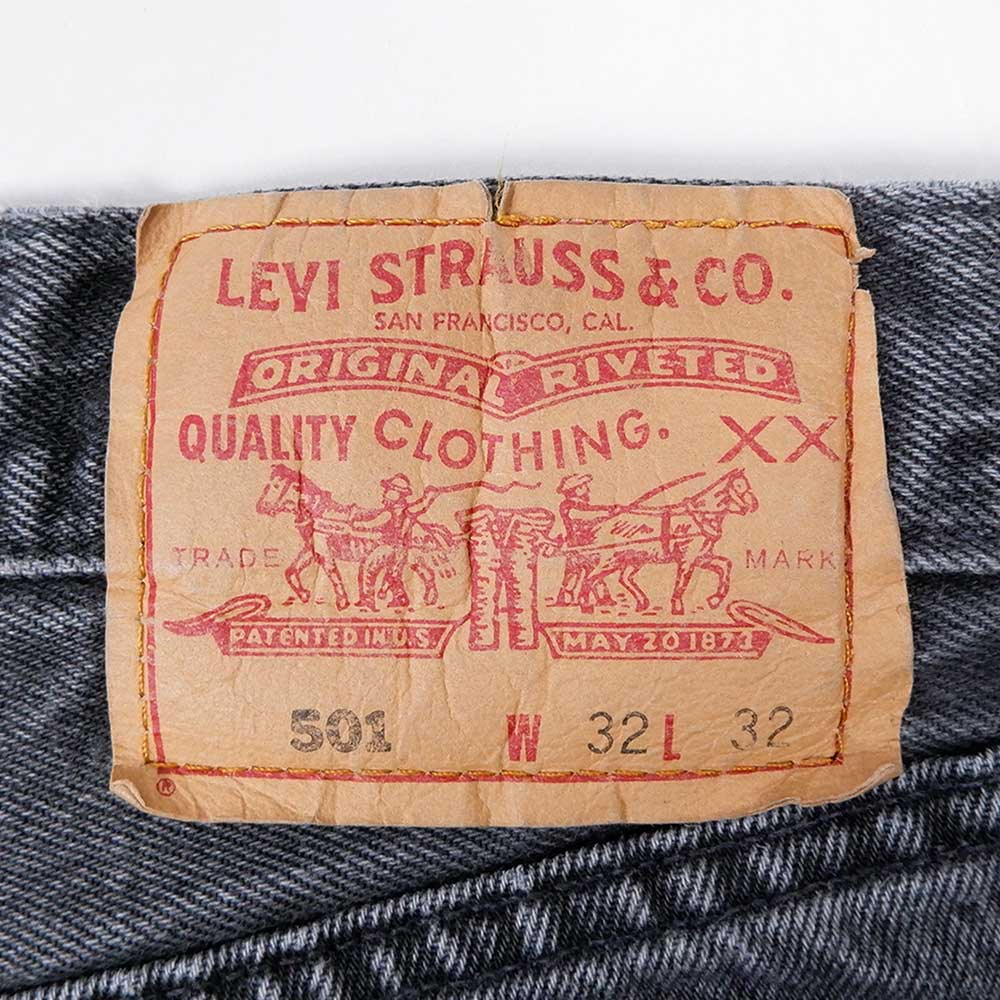 LEVI STRAUSS & CO.
SAN FRANCISCO, CAL.
ORIGINAL RIVETED
QUALITY CLOTHING. XX
TRADE MARK
PATENTED IN U.S. MAY 20 1873
501 W 32 L 32
®